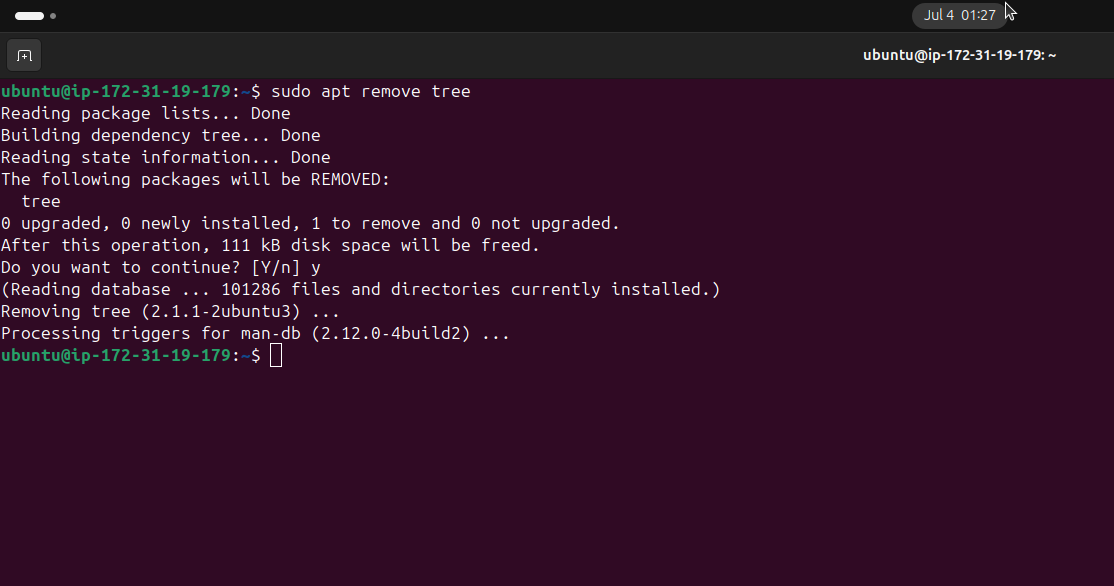 Jul 4 01:27
ubuntu@ip-172-31-19-179: ~
ubuntu@ip-172-31-19-179:~$ sudo apt remove tree
Reading package lists... Done
Building dependency tree... Done
Reading state information... Done
The following packages will be REMOVED:
  tree
0 upgraded, 0 newly installed, 1 to remove and 0 not upgraded.
After this operation, 111 kB disk space will be freed.
Do you want to continue? [Y/n] y
(Reading database ... 101286 files and directories currently installed.)
Removing tree (2.1.1-2ubuntu3) ...
Processing triggers for man-db (2.12.0-4build2) ...
ubuntu@ip-172-31-19-179:~$